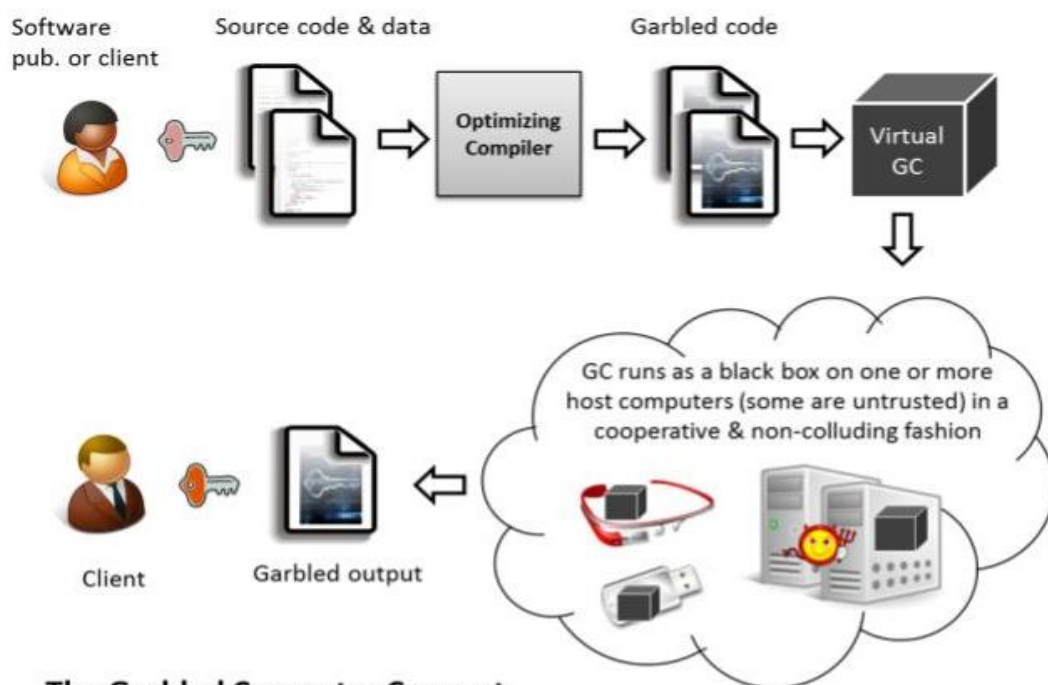 Software
pub. or client
Source code & data
Garbled code
Optimizing
Compiler
Virtual
GC
GC runs as a black box on one or more
host computers (some are untrusted) in a
cooperative & non-colluding fashion
Client
Garbled output